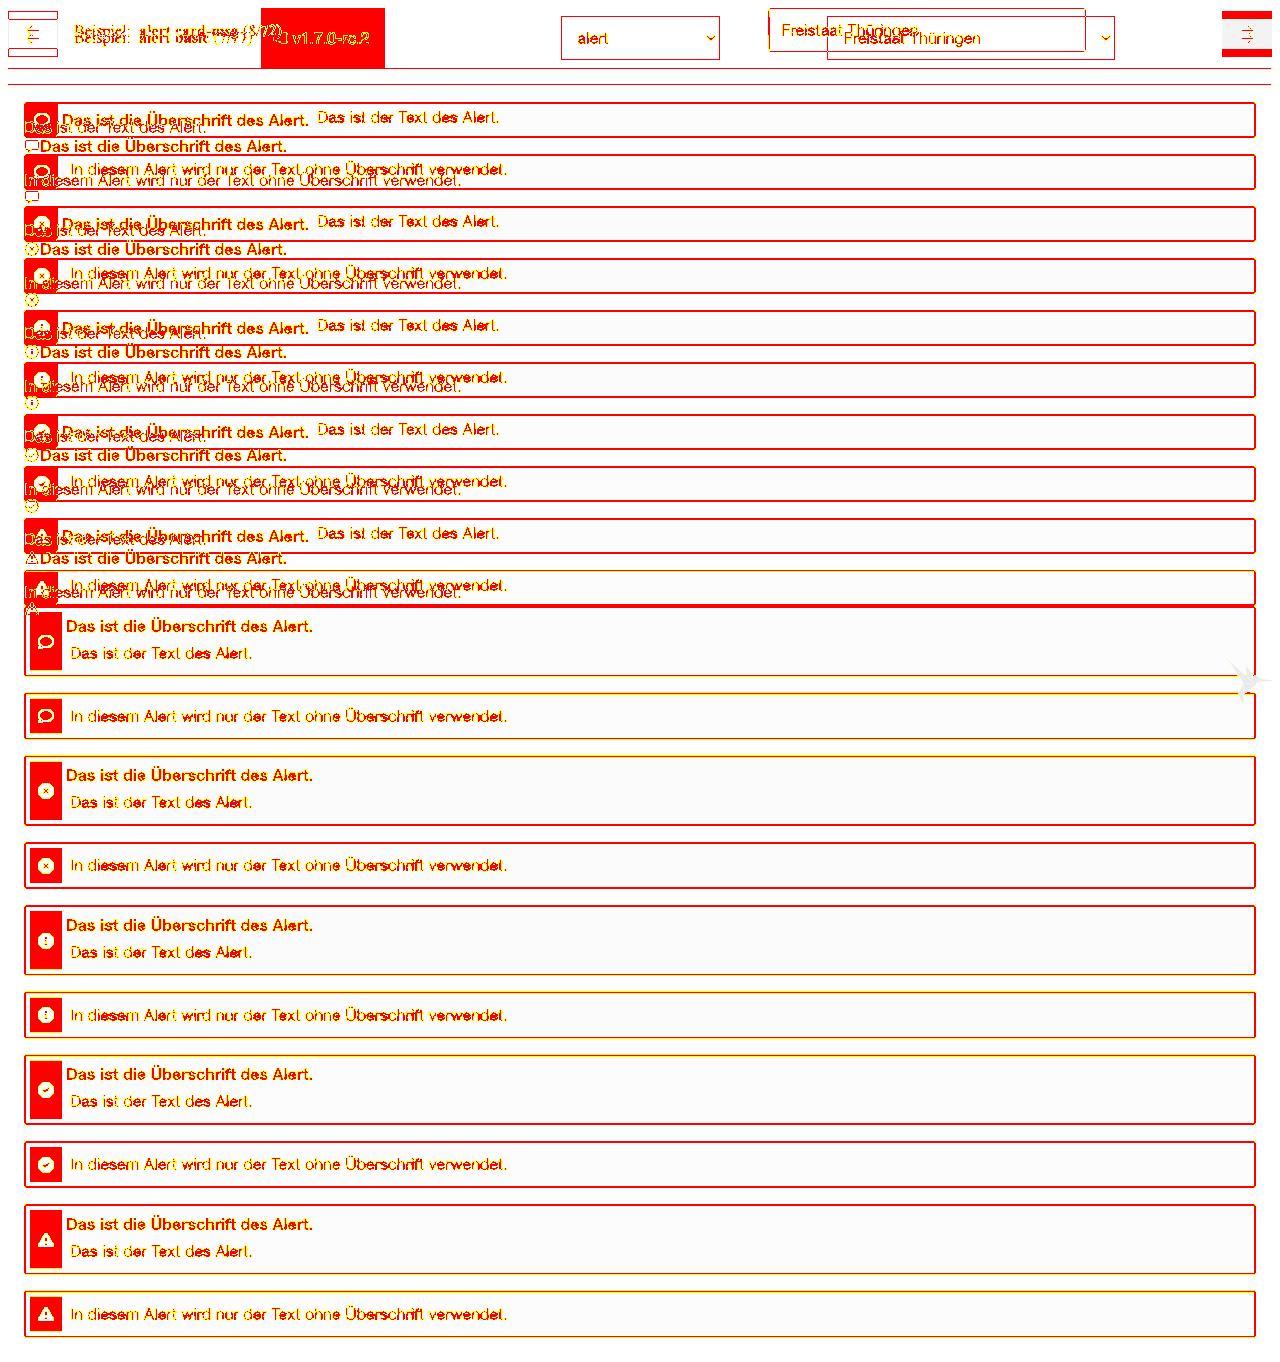 Beispiel: alert
v1.7.0-rc.2
alert
Freistaat Thüringen
Freistaat Thüringen
Das ist die Überschrift des Alert. Das ist der Text des Alert.
Das ist der Text des Alert.
Das ist die Überschrift des Alert.
In diesem Alert wird nur der Text ohne Überschrift verwendet.
In diesem Alert wird nur der Text ohne Überschrift verwendet.
Das ist die Überschrift des Alert. Das ist der Text des Alert.
Das ist der Text des Alert.
Das ist die Überschrift des Alert.
In diesem Alert wird nur der Text ohne Überschrift verwendet.
In diesem Alert wird nur der Text ohne Überschrift verwendet.
Das ist die Überschrift des Alert. Das ist der Text des Alert.
Das ist der Text des Alert.
Das ist die Überschrift des Alert.
In diesem Alert wird nur der Text ohne Überschrift verwendet.
In diesem Alert wird nur der Text ohne Überschrift verwendet.
Das ist die Überschrift des Alert. Das ist der Text des Alert.
Das ist der Text des Alert.
Das ist die Überschrift des Alert.
In diesem Alert wird nur der Text ohne Überschrift verwendet.
In diesem Alert wird nur der Text ohne Überschrift verwendet.
Das ist die Überschrift des Alert. Das ist der Text des Alert.
Das ist der Text des Alert.
Das ist die Überschrift des Alert.
In diesem Alert wird nur der Text ohne Überschrift verwendet.
In diesem Alert wird nur der Text ohne Überschrift verwendet.
Das ist die Überschrift des Alert.
Das ist der Text des Alert.
In diesem Alert wird nur der Text ohne Überschrift verwendet.
Das ist die Überschrift des Alert.
Das ist der Text des Alert.
In diesem Alert wird nur der Text ohne Überschrift verwendet.
Das ist die Überschrift des Alert.
Das ist der Text des Alert.
In diesem Alert wird nur der Text ohne Überschrift verwendet.
Das ist die Überschrift des Alert.
Das ist der Text des Alert.
In diesem Alert wird nur der Text ohne Überschrift verwendet.
Das ist die Überschrift des Alert.
Das ist der Text des Alert.
In diesem Alert wird nur der Text ohne Überschrift verwendet.